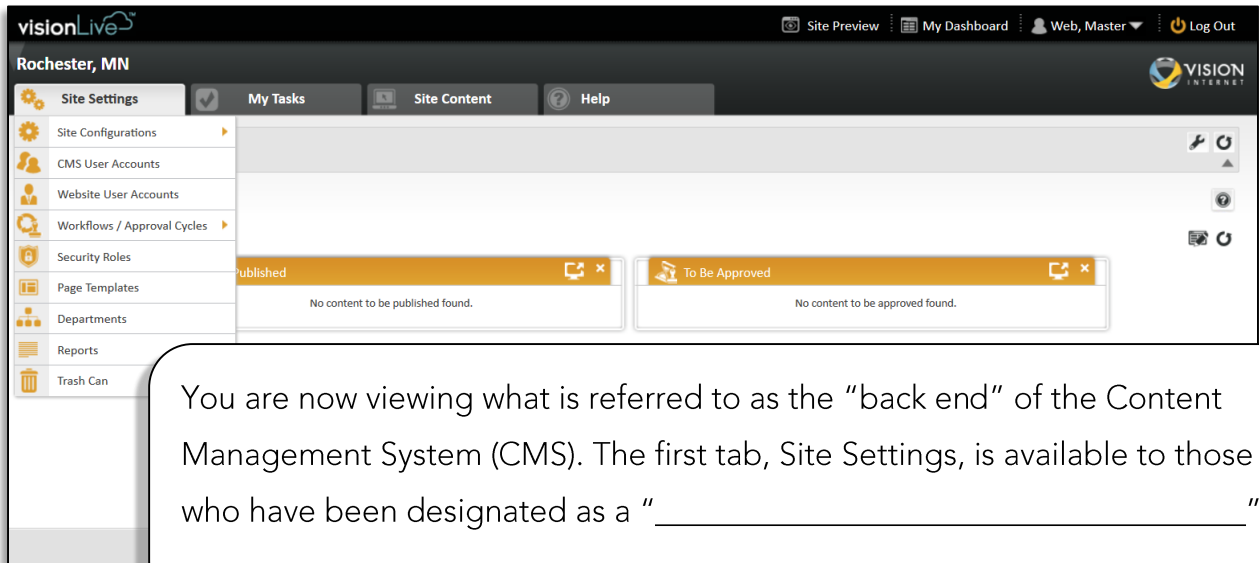 visionLive™
Site Preview My Dashboard Web, Master Log Out
Rochester, MN
VISION
INTERNET
Site Settings My Tasks Site Content Help
Site Configurations
CMS User Accounts
Website User Accounts
Workflows / Approval Cycles
Security Roles
Page Templates
Departments
Reports
Trash Can
Published
No content to be published found.
To Be Approved
No content to be approved found.
You are now viewing what is referred to as the “back end” of the Content
Management System (CMS). The first tab, Site Settings, is available to those
who have been designated as a “____________________________________”